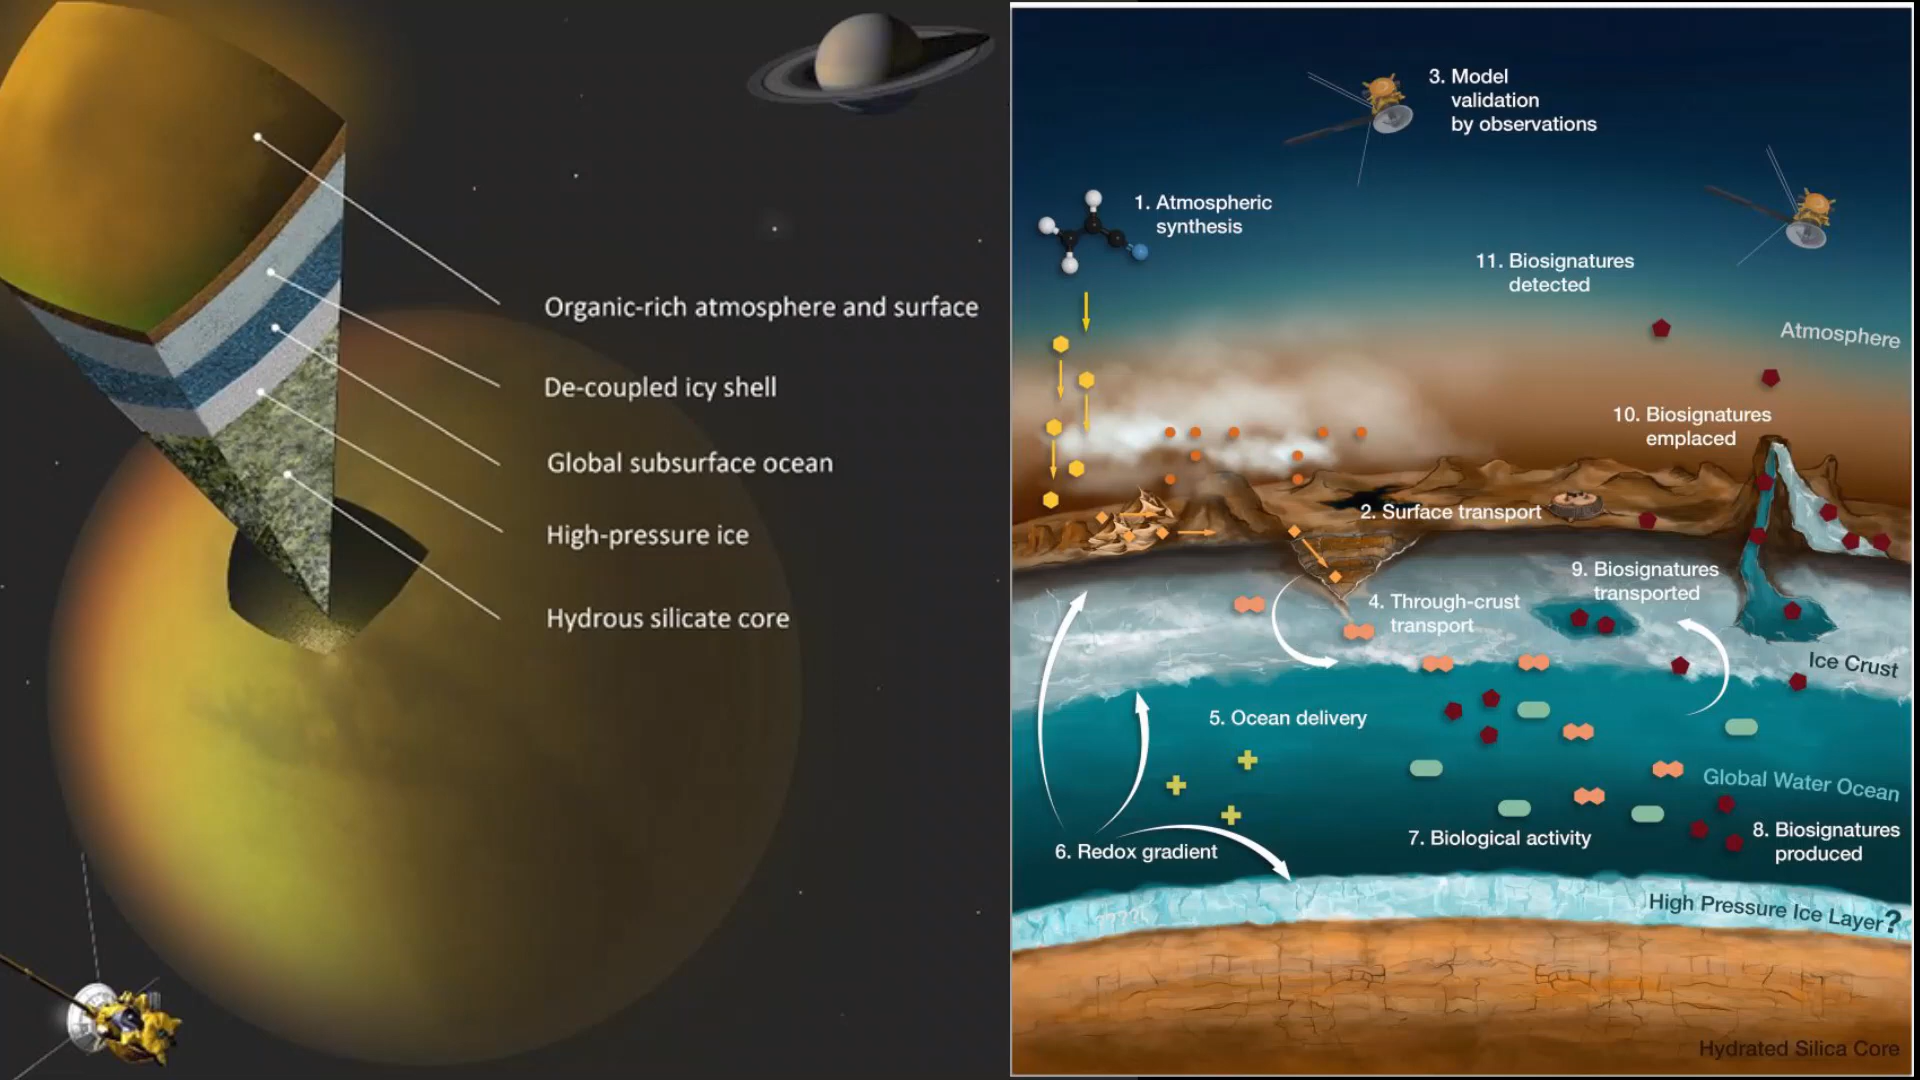 Organic-rich atmosphere and surface
De-coupled icy shell
Global subsurface ocean
High-pressure ice
Hydrous silicate core
3. Model
validation
by observations
1. Atmospheric
synthesis
11. Biosignatures
detected
Atmosphere
10. Biosignatures
emplaced
2. Surface transport
9. Biosignatures
transported
4. Through-crust
transport
Ice Crust
5. Ocean delivery
Global Water Ocean
7. Biological activity
8. Biosignatures
produced
6. Redox gradient
High Pressure Ice Layer?
Hydrated Silica Core